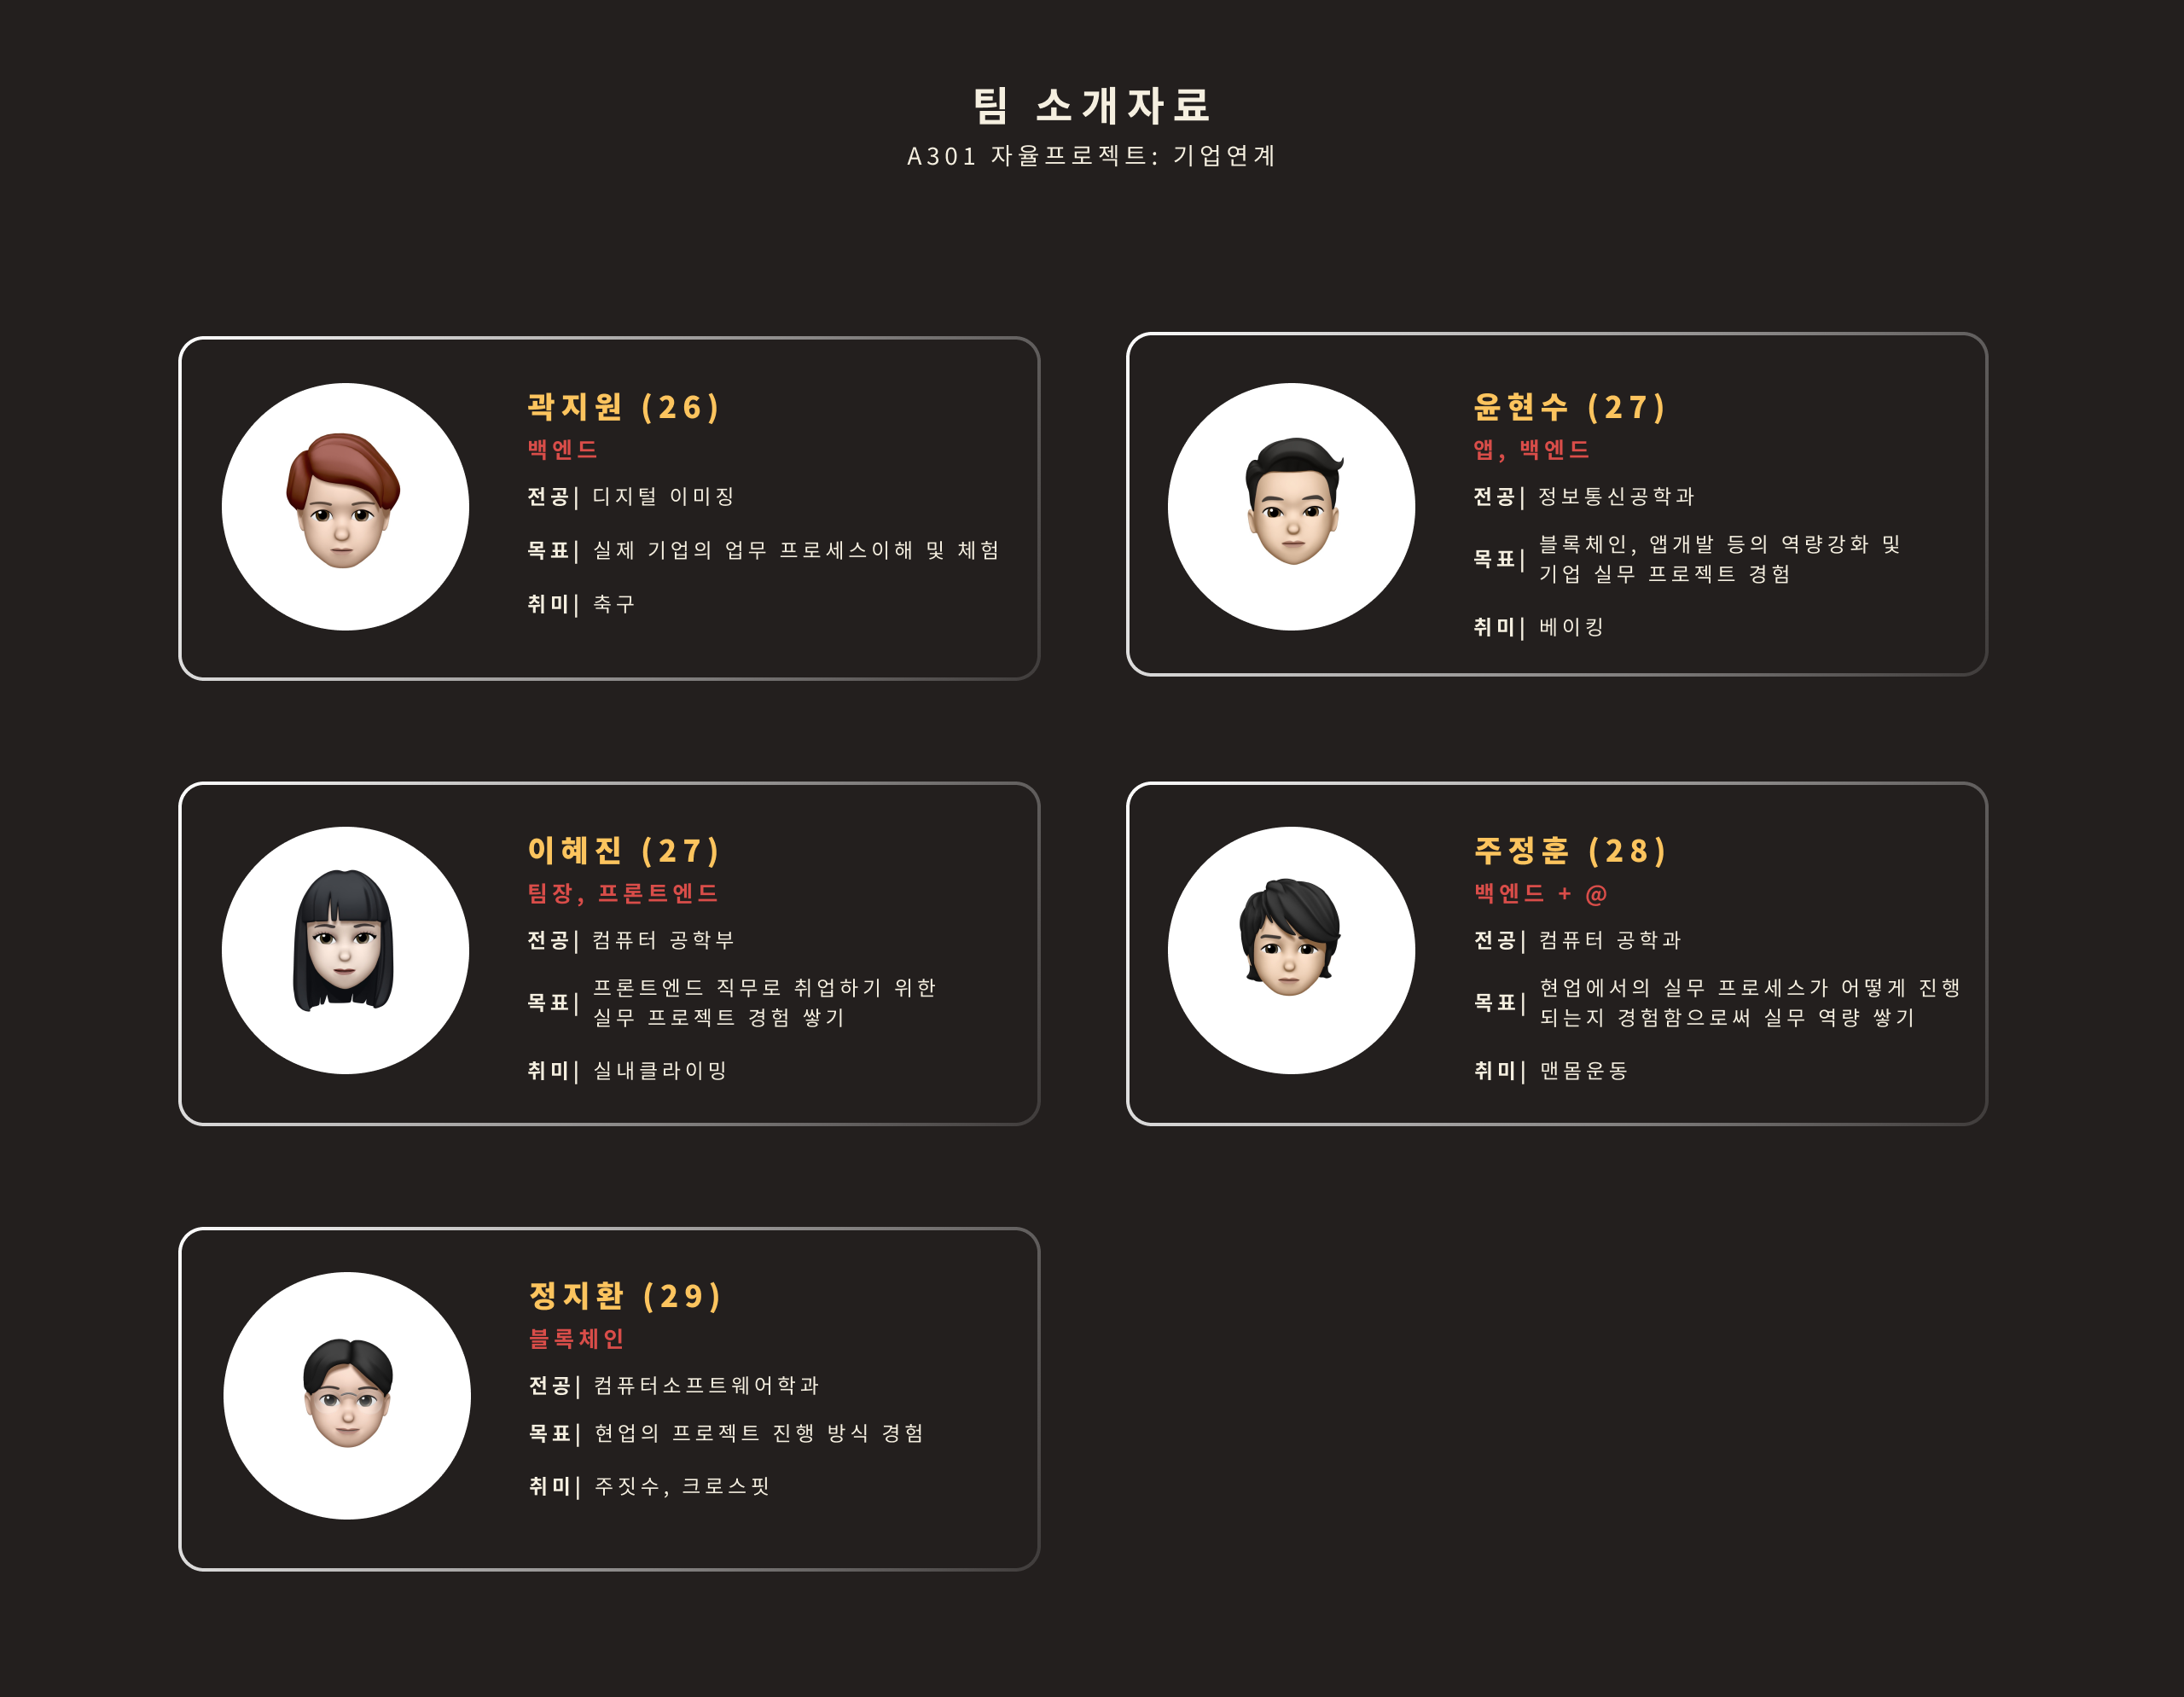 팀 소개자료
A301 자율프로젝트: 기업연계
곽지원 (26)
백엔드
전공| 디지털 이미징
목표| 실제 기업의 업무 프로세스이해 및 체험
취미| 축구
윤현수 (27)
앱, 백엔드
전공| 정보통신공학과
목표| 블록체인, 앱개발 등의 역량강화 및
기업 실무 프로젝트 경험
취미| 베이킹
이혜진 (27)
팀장, 프론트엔드
전공| 컴퓨터 공학부
목표| 프론트엔드 직무로 취업하기 위한
실무 프로젝트 경험 쌓기
취미| 실내클라이밍
주정훈 (28)
백엔드 + @
전공| 컴퓨터 공학과
목표| 현업에서의 실무 프로세스가 어떻게 진행
되는지 경험함으로써 실무 역량 쌓기
취미| 맨몸운동
정지환 (29)
블록체인
전공| 컴퓨터소프트웨어학과
목표| 현업의 프로젝트 진행 방식 경험
취미| 주짓수, 크로스핏